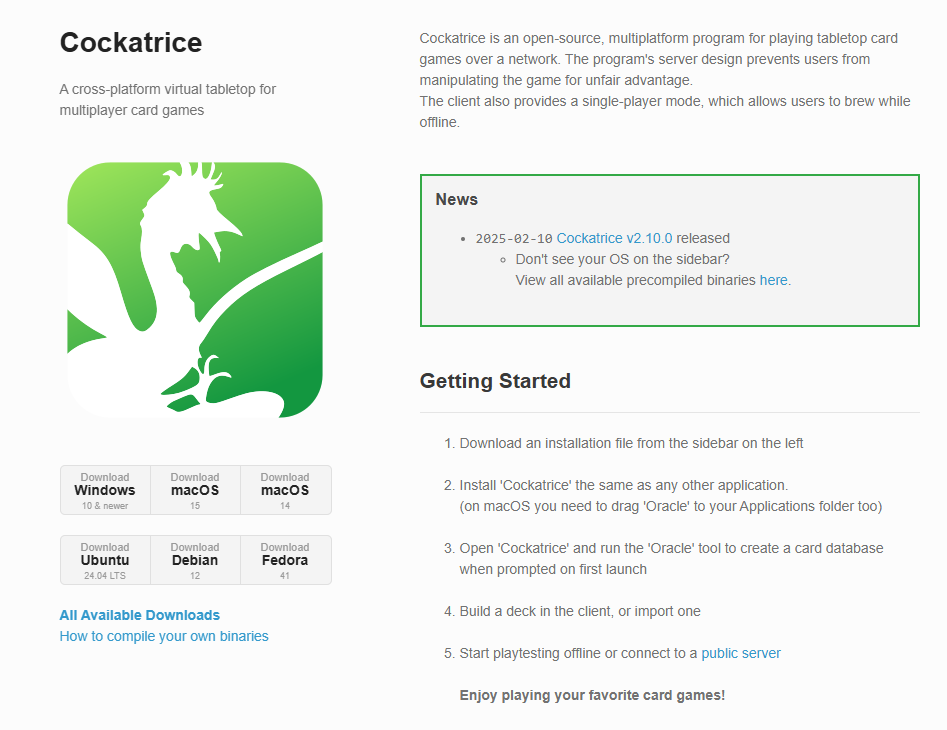 Cockatrice
A cross-platform virtual tabletop for
multiplayer card games
Download
Windows
10 & newer
Download
macOS
15
Download
macOS
14
Download
Ubuntu
24.04 LTS
Download
Debian
12
Download
Fedora
41
All Available Downloads
How to compile your own binaries
Cockatrice is an open-source, multiplatform program for playing tabletop card
games over a network. The program's server design prevents users from
manipulating the game for unfair advantage.
The client also provides a single-player mode, which allows users to brew while
offline.
News
• 2025-02-10 Cockatrice v2.10.0 released
◦ Don't see your OS on the sidebar?
View all available precompiled binaries here.
Getting Started
1. Download an installation file from the sidebar on the left
2. Install 'Cockatrice' the same as any other application.
(on macOS you need to drag 'Oracle' to your Applications folder too)
3. Open 'Cockatrice' and run the 'Oracle' tool to create a card database
when prompted on first launch
4. Build a deck in the client, or import one
5. Start playtesting offline or connect to a public server
Enjoy playing your favorite card games!